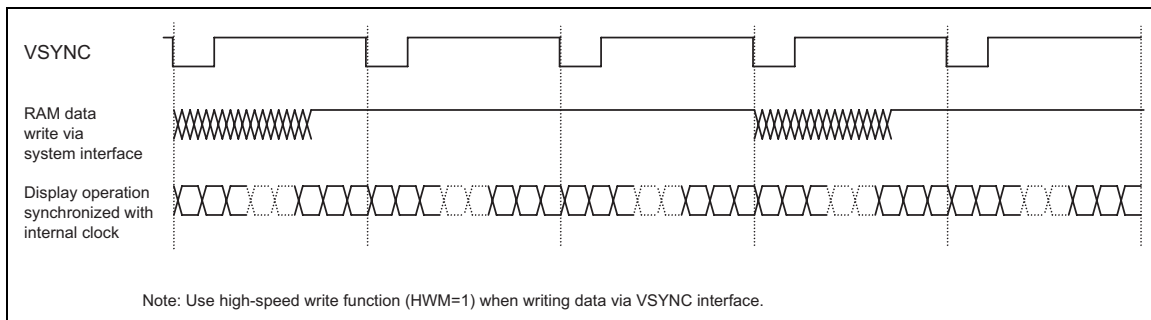 VSYNC
RAM data
write via
system interface
Display operation
synchronized with
internal clock
Note: Use high-speed write function (HWM=1) when writing data via VSYNC interface.